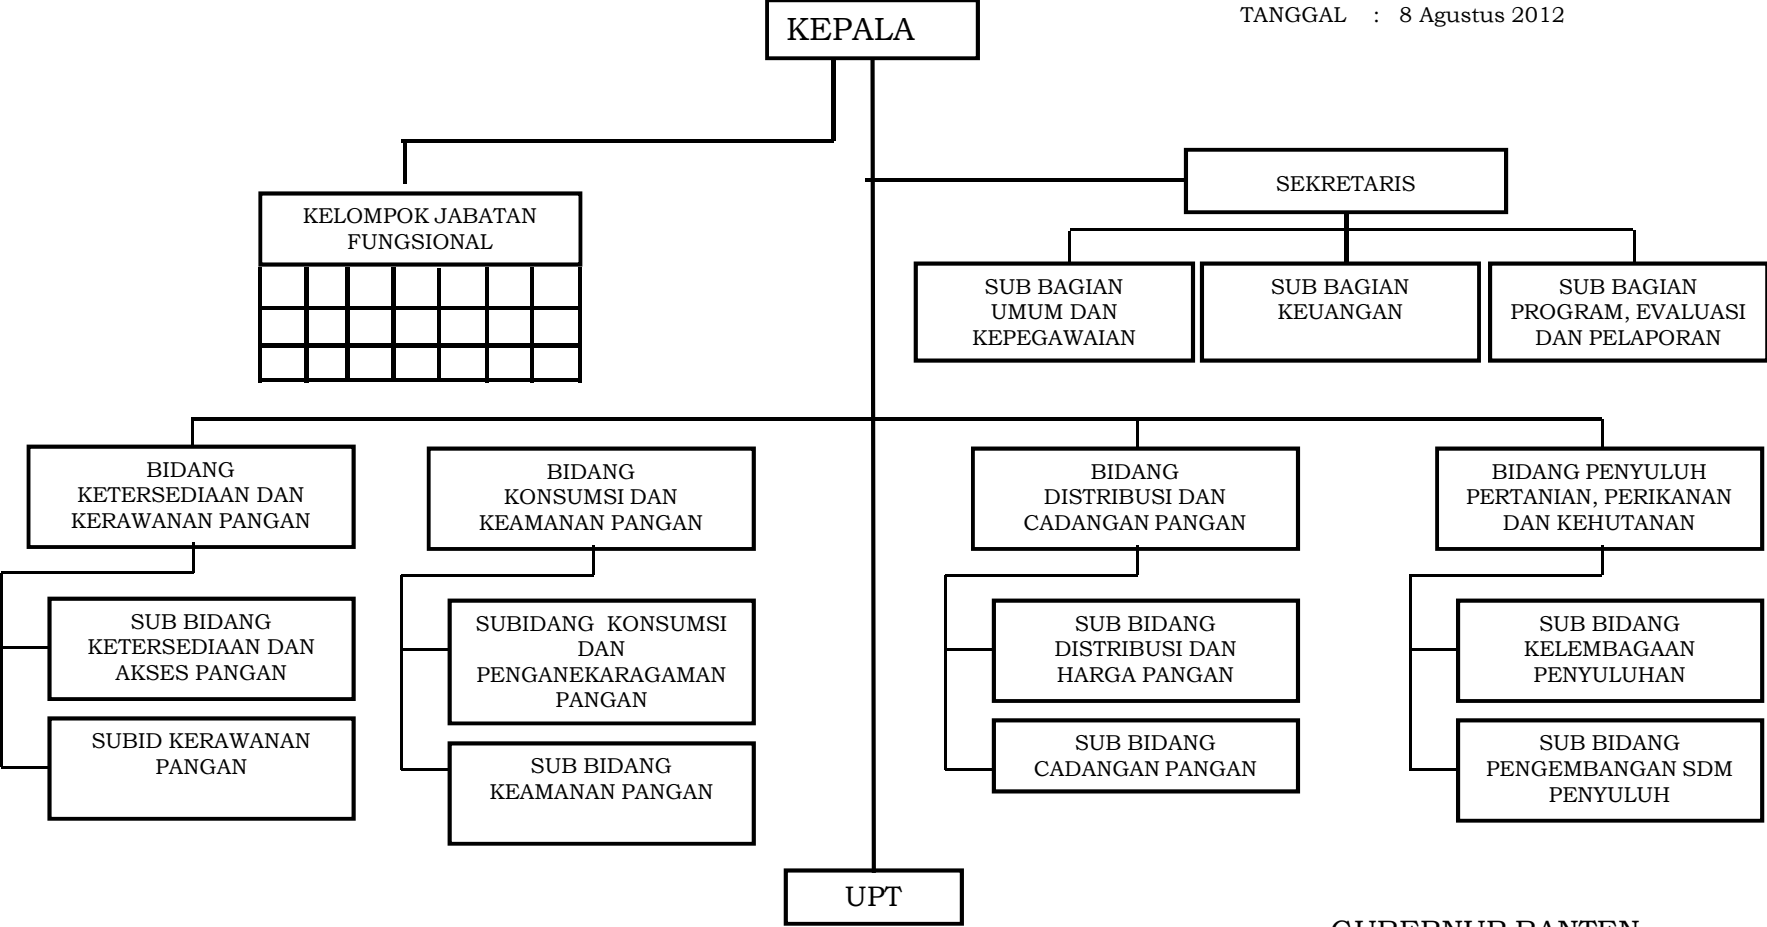 KEPALA
TANGGAL : 8 Agustus 2012
SEKRETARIS
KELOMPOK JABATAN
FUNGSIONAL
SUB BAGIAN
UMUM DAN
KEPEGAWAIAN
SUB BAGIAN
KEUANGAN
SUB BAGIAN
PROGRAM, EVALUASI
DAN PELAPORAN
BIDANG
KETERSEDIAAN DAN
KERAWANAN PANGAN
BIDANG
KONSUMSI DAN
KEAMANAN PANGAN
BIDANG
DISTRIBUSI DAN
CADANGAN PANGAN
BIDANG PENYULUH
PERTANIAN, PERIKANAN
DAN KEHUTANAN
SUB BIDANG
KETERSEDIAAN DAN
AKSES PANGAN
SUBIDANG KONSUMSI
DAN
PENGANEKARAGAMAN
PANGAN
SUB BIDANG
DISTRIBUSI DAN
HARGA PANGAN
SUB BIDANG
KELEMBAGAAN
PENYULUHAN
SUBID KERAWANAN
PANGAN
SUB BIDANG
KEAMANAN PANGAN
SUB BIDANG
CADANGAN PANGAN
SUB BIDANG
PENGEMBANGAN SDM
PENYULUH
UPT
GUBERNUR BANTEN